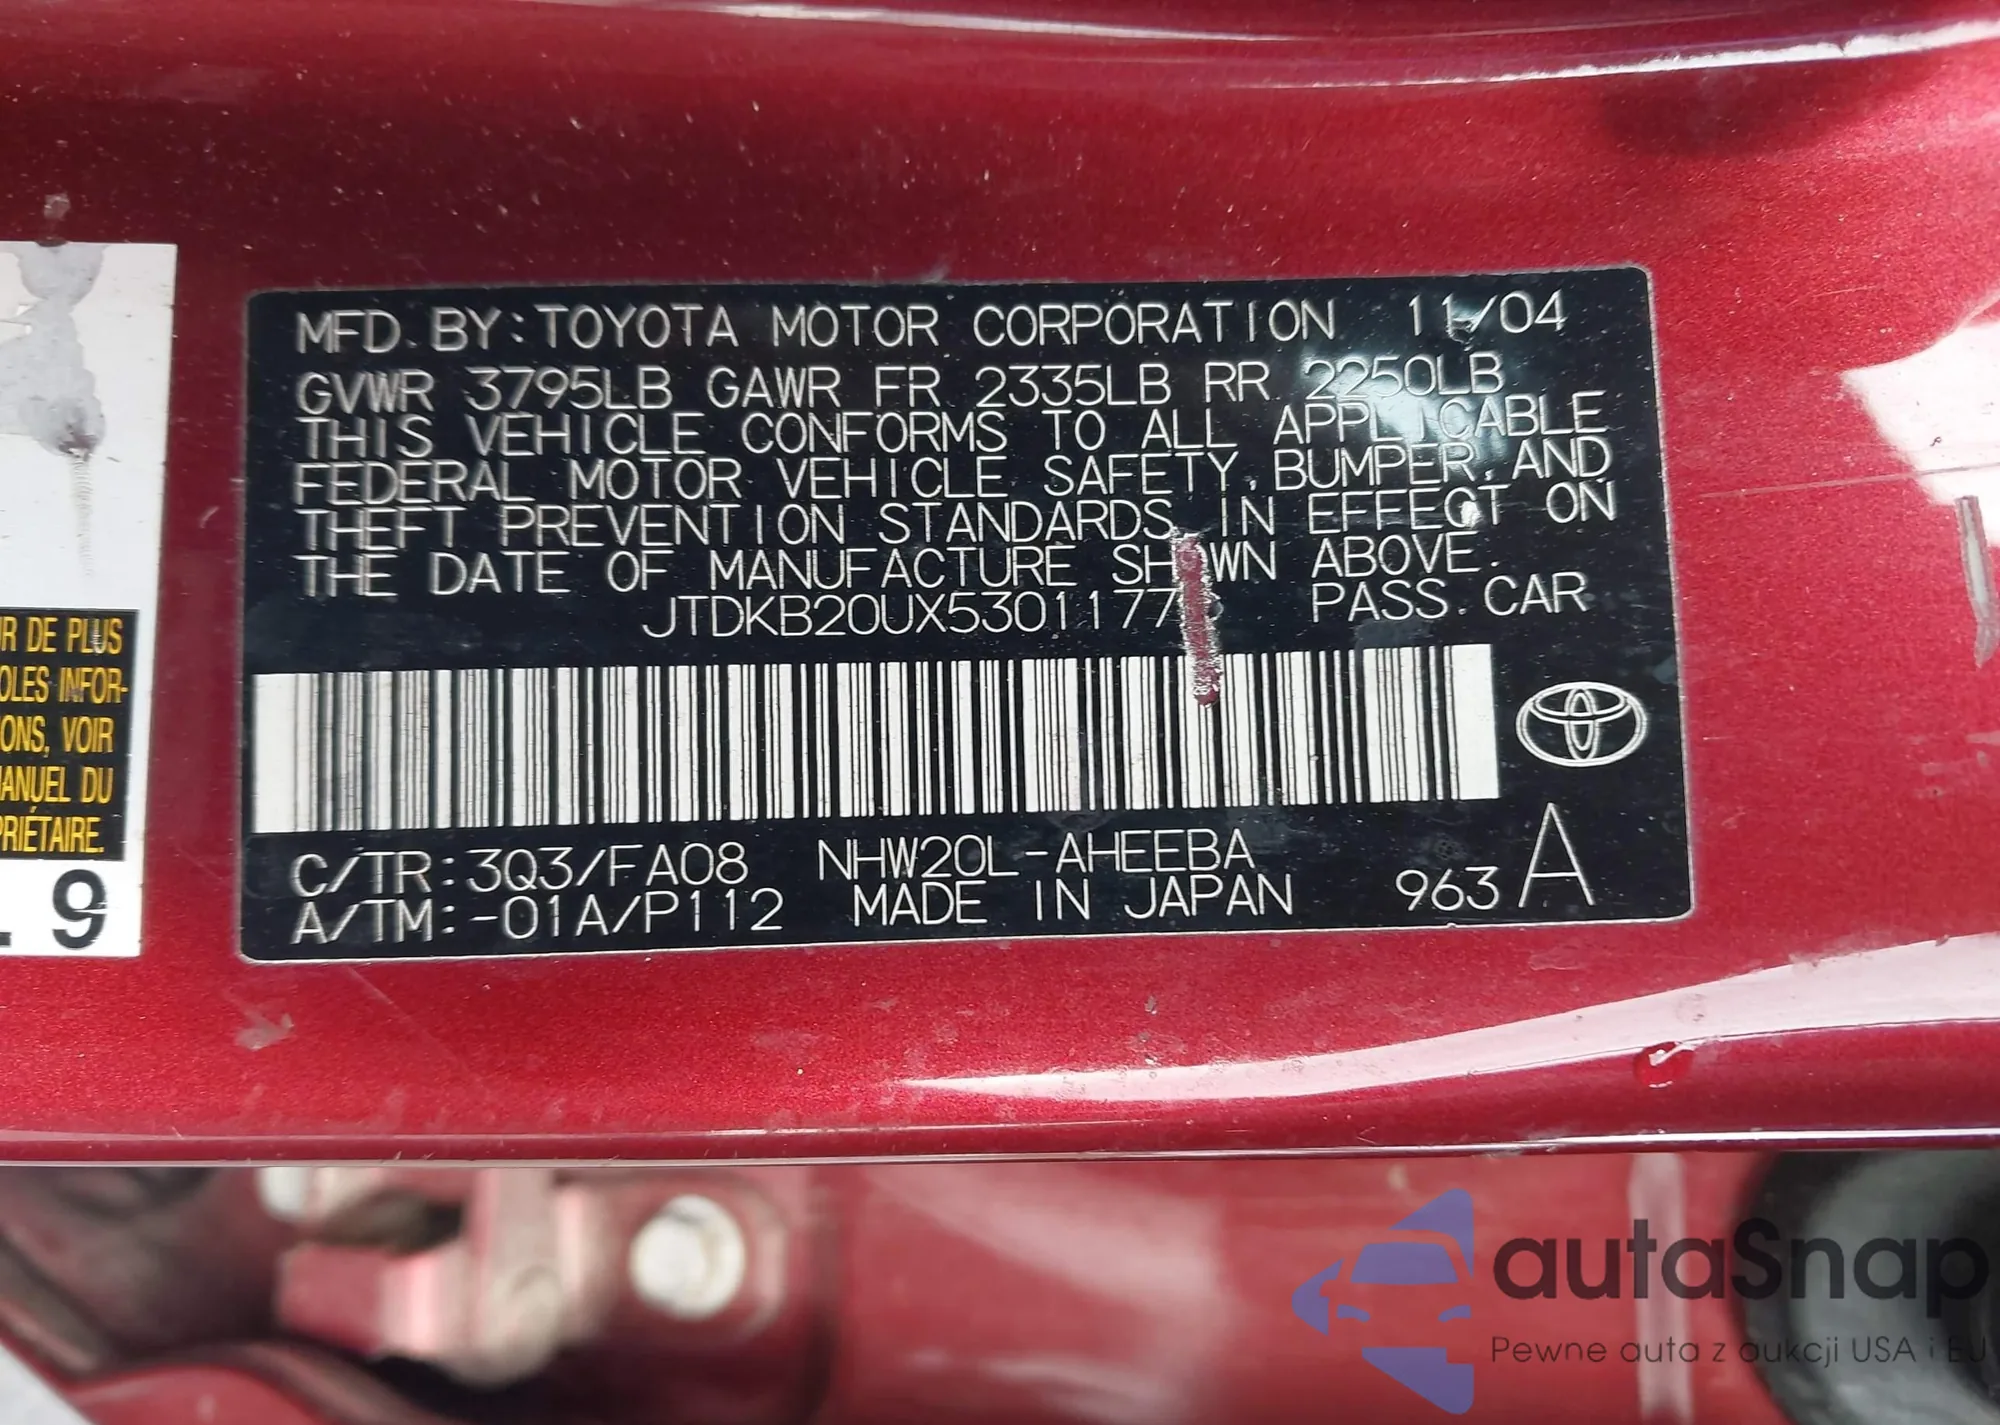 UR DE PLUS
OLES INFOR-
ONS, VOIR
MANUEL DU
PRIÉTAIRE.
. 9
MFD. BY: TOYOTA MOTOR CORPORATION 11/04
GVWR 3795LB GAWR FR 2335LB RR 2250LB
THIS VEHICLE CONFORMS TO ALL APPLICABLE
FEDERAL MOTOR VEHICLE SAFETY, BUMPER, AND
THEFT PREVENTION STANDARDS IN EFFECT ON
THE DATE OF MANUFACTURE SHOWN ABOVE.
JTDKB20UX53011773 PASS. CAR
C/TR: 3Q3/FA08 NHW20L-AHEEBA
A/TM: -01A/P112 MADE IN JAPAN 963 A
autaSnap
Pewne auta z aukcji USA i EU